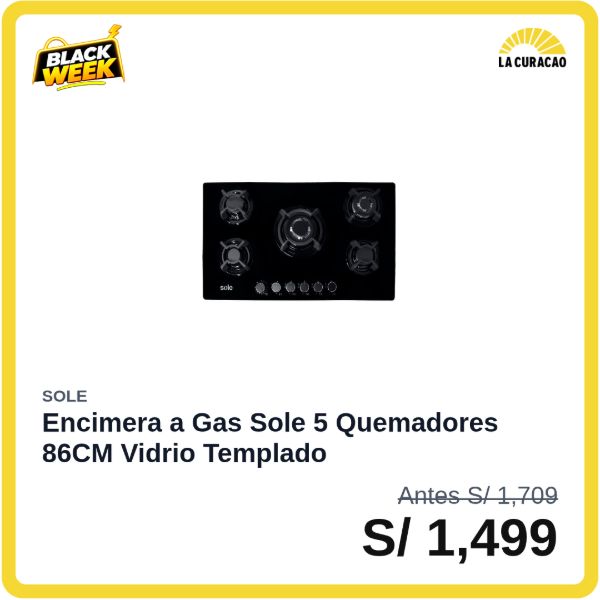 BLACK
WEEK
LA CURACAO
sole
SOLE
Encimera a Gas Sole 5 Quemadores
86CM Vidrio Templado
Antes S/ 1,709
S/ 1,499